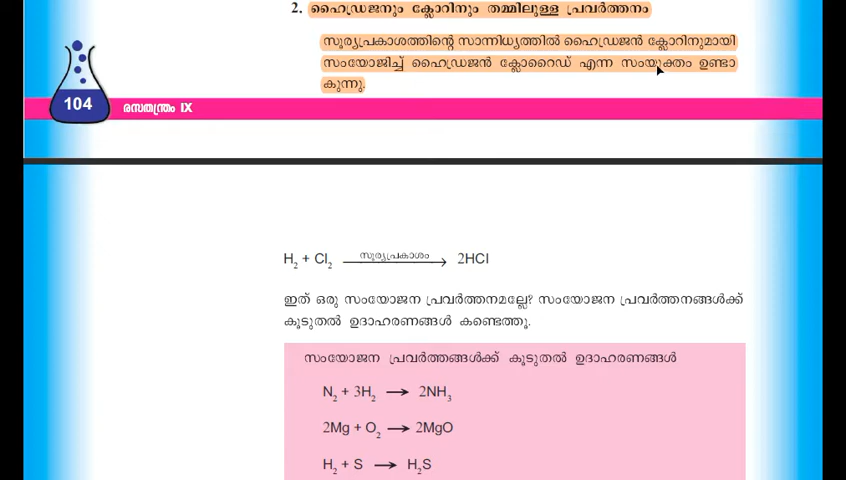 2. ഹൈഡ്രജനും ക്ലോറിനും തമ്മിലുള്ള പ്രവർത്തനം
സൂര്യപ്രകാശത്തിന്റെ സാന്നിധ്യത്തിൽ ഹൈഡ്രജൻ ക്ലോറിനുമായി
സംയോജിച്ച് ഹൈഡ്രജൻ ക്ലോറൈഡ് എന്ന സംയുക്തം ഉണ്ടാ
കുന്നു.
104 രസതന്ത്രം IX
H₂ + Cl₂ സൂര്യപ്രകാശം → 2HCl
ഇത് ഒരു സംയോജന പ്രവർത്തനമല്ലേ? സംയോജന പ്രവർത്തനങ്ങൾക്ക്
കൂടുതൽ ഉദാഹരണങ്ങൾ കണ്ടെത്തൂ.
സംയോജന പ്രവർത്തങ്ങൾക്ക് കൂടുതൽ ഉദാഹരണങ്ങൾ
N₂ + 3H₂ → 2NH₃
2Mg + O₂ → 2MgO
H₂ + S → H₂S